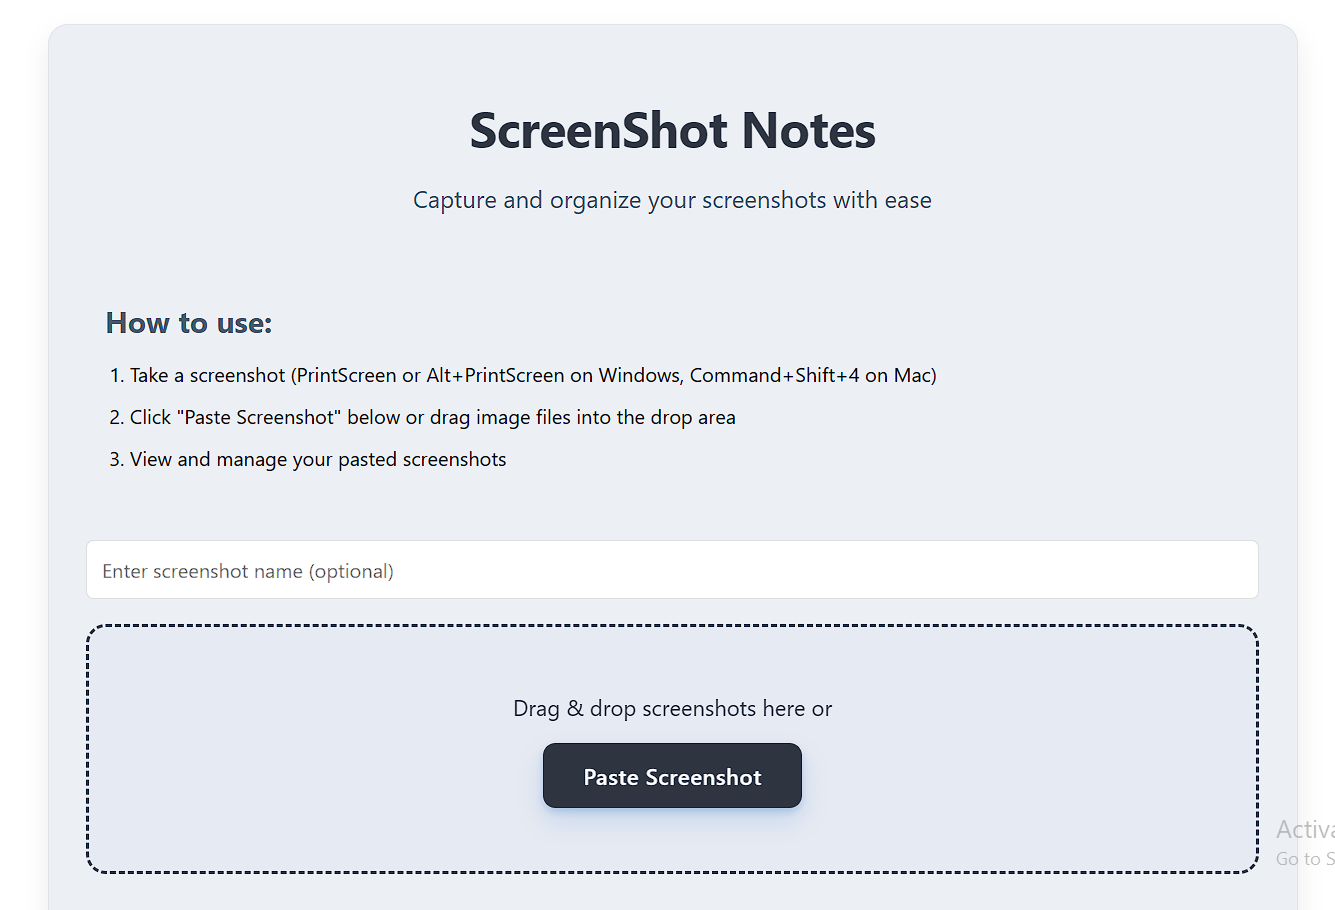 ScreenShot Notes
Capture and organize your screenshots with ease
How to use:
1. Take a screenshot (PrintScreen or Alt+PrintScreen on Windows, Command+Shift+4 on Mac)
2. Click "Paste Screenshot" below or drag image files into the drop area
3. View and manage your pasted screenshots
Enter screenshot name (optional)
Drag & drop screenshots here or
Paste Screenshot
Go to